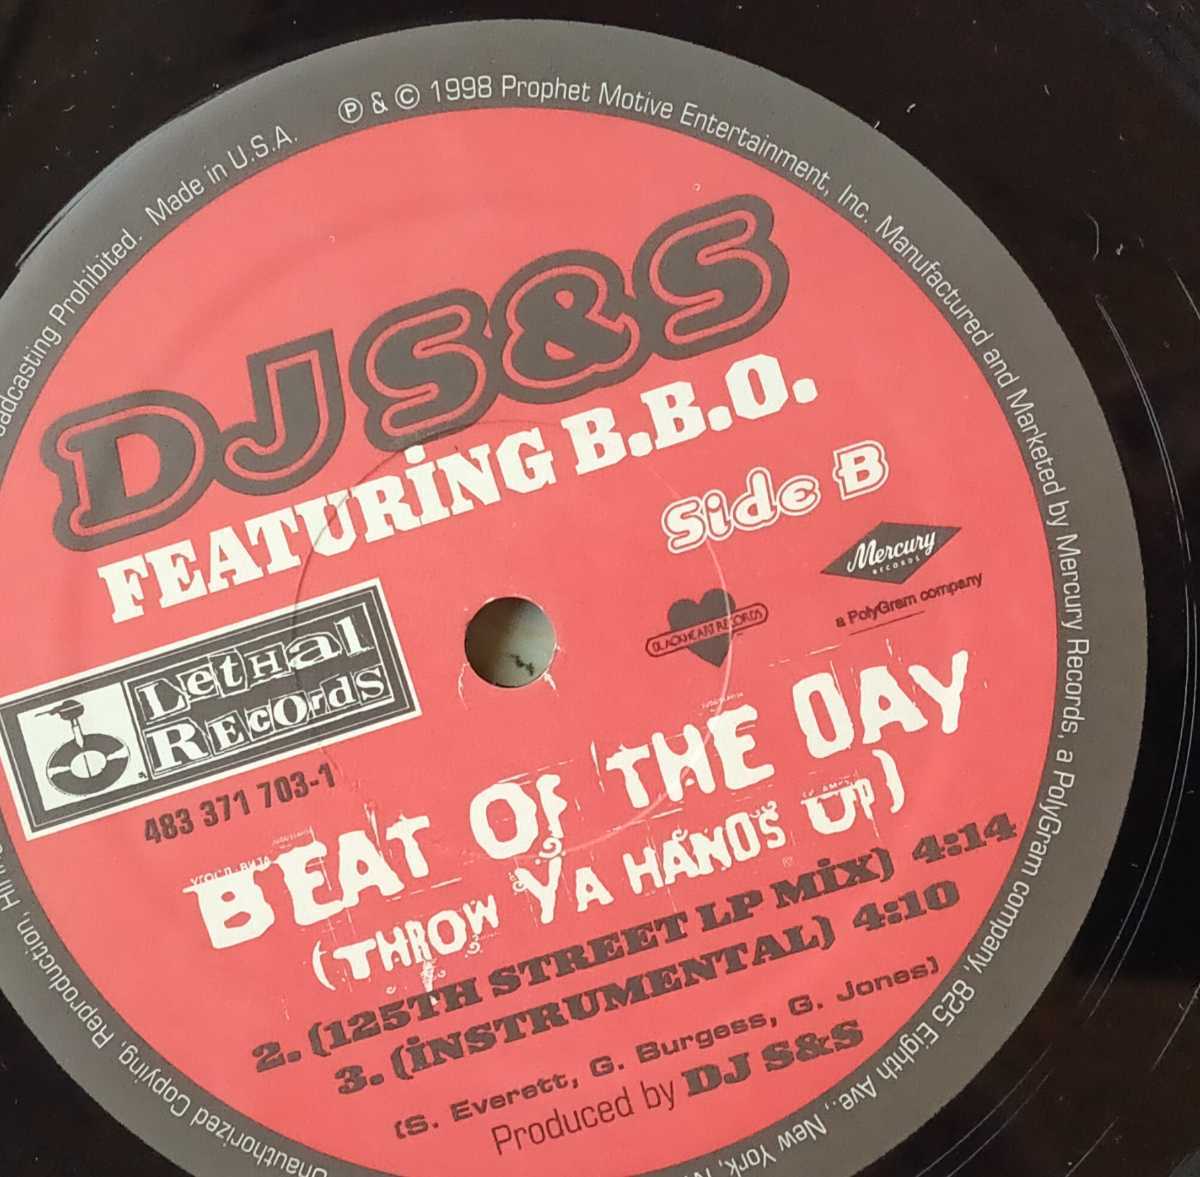 ℗ & © 1998 Prophet Motive Entertainment, Inc. Manufactured and Marketed by Mercury Records, a PolyGram company, 825 Eighth Ave., New York,
Unauthorized Copying, Reproduction,
Prohibited. Made in U.S.A.
DJ S&S
FEATURING B.B.O.
Side B
Mercury
RECORDS
a PolyGram company
BLACKHEART RECORDS
Lethal
RECORDS
483 371 703-1
BEAT OF THE DAY
(THROW YA HANDS UP)
2. (125TH STREET LP MIX) 4:14
3. (INSTRUMENTAL) 4:10
(S. Everett, G. Burgess, G. Jones)
Produced by DJ S&S